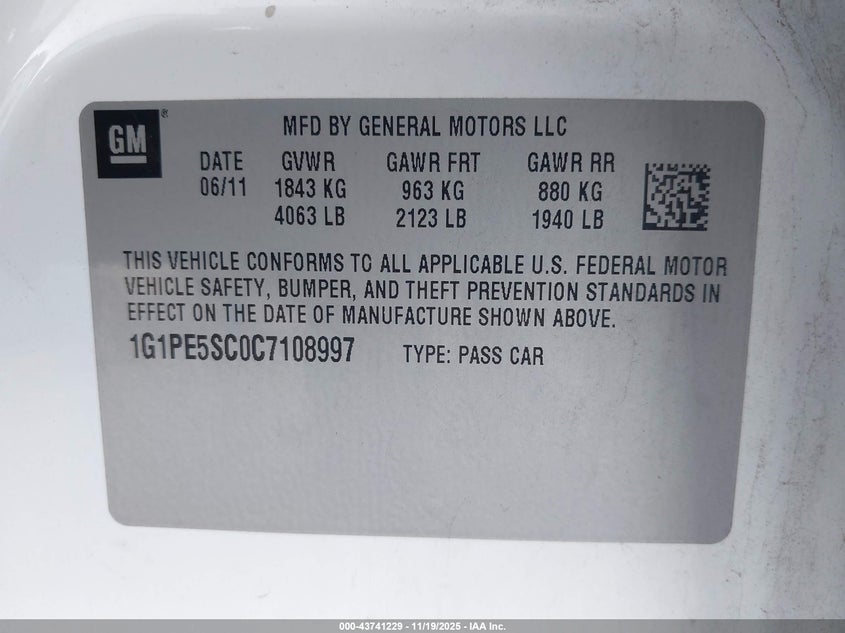 GM ®
MFD BY GENERAL MOTORS LLC
DATE GVWR GAWR FRT GAWR RR
06/11 1843 KG 963 KG 880 KG
4063 LB 2123 LB 1940 LB
THIS VEHICLE CONFORMS TO ALL APPLICABLE U.S. FEDERAL MOTOR
VEHICLE SAFETY, BUMPER, AND THEFT PREVENTION STANDARDS IN
EFFECT ON THE DATE OF MANUFACTURE SHOWN ABOVE.
1G1PE5SC0C7108997 TYPE: PASS CAR
000-43741229 - 11/19/2025 - IAA Inc.